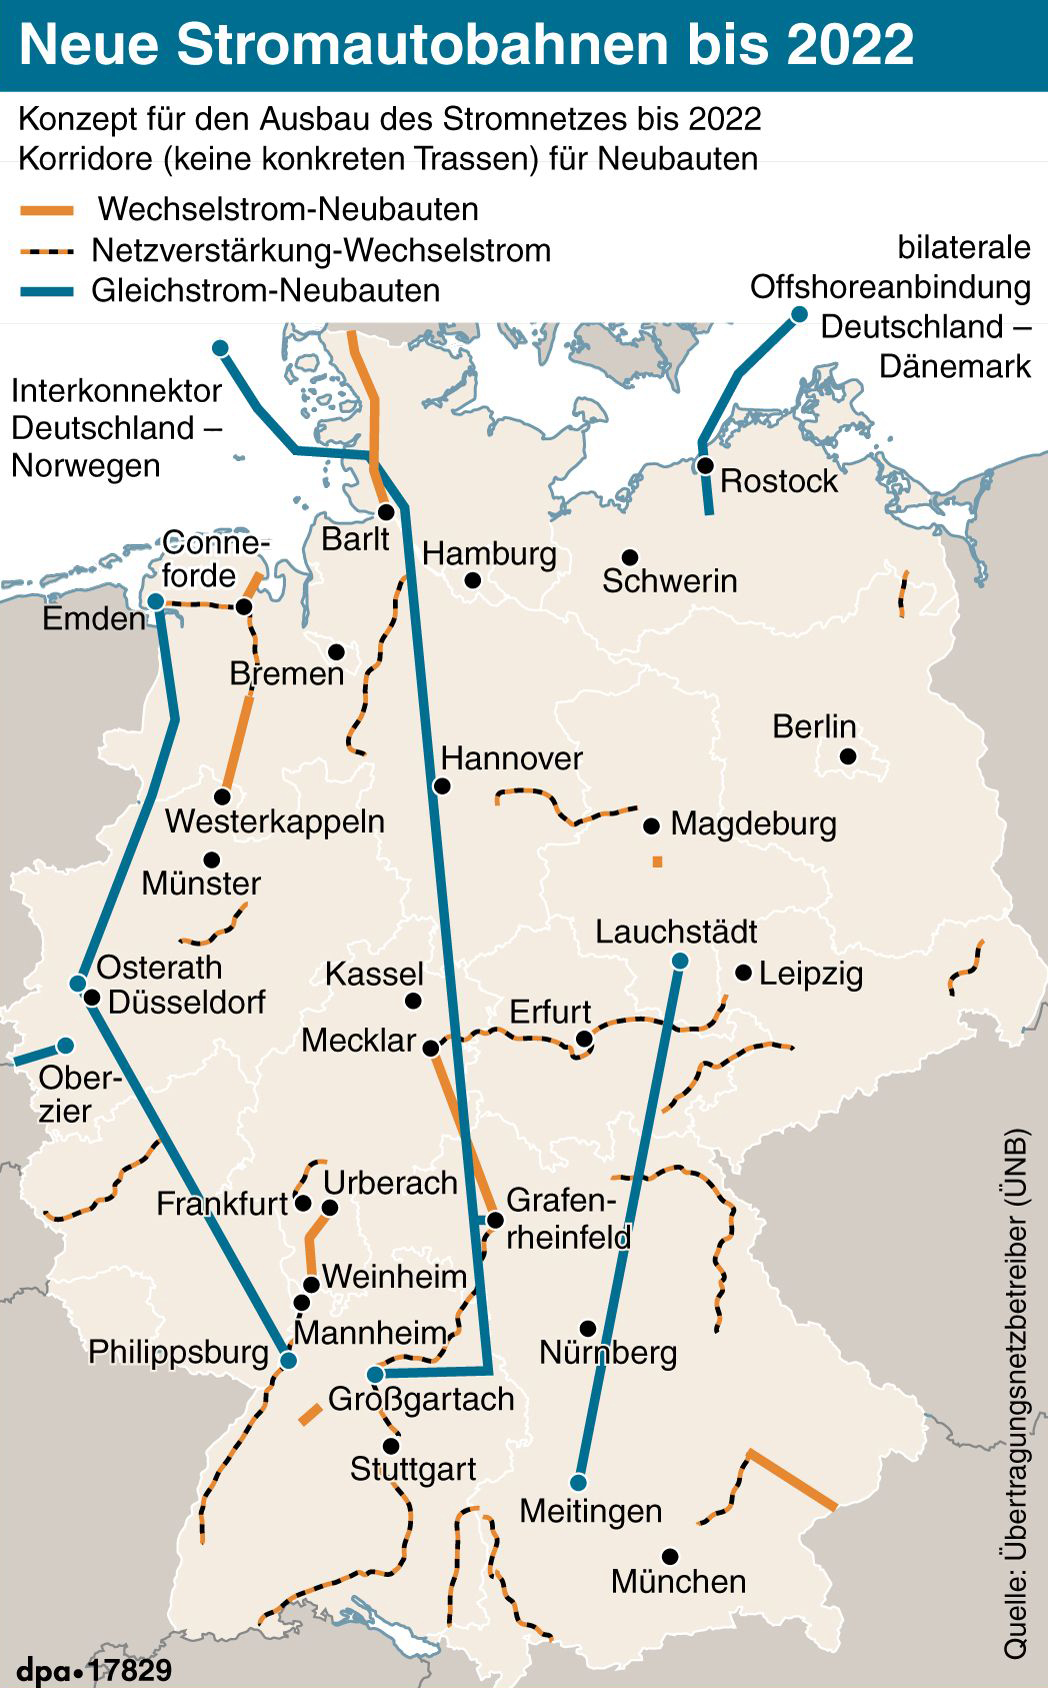 Neue Stromautobahnen bis 2022
Konzept für den Ausbau des Stromnetzes bis 2022
Korridore (keine konkreten Trassen) für Neubauten
Wechselstrom-Neubauten
Netzverstärkung-Wechselstrom
Gleichstrom-Neubauten
bilaterale
Offshoreanbindung
Deutschland –
Dänemark
Interkonnektor
Deutschland –
Norwegen
Rostock
Barlt
Conne-
forde
Hamburg
Schwerin
Emden
Bremen
Berlin
Hannover
Westerkappeln
Magdeburg
Münster
Lauchstädt
Osterath
Düsseldorf
Kassel
Leipzig
Erfurt
Mecklar
Ober-
zier
Frankfurt
Urberach
Grafen-
rheinfeld
Weinheim
Mannheim
Philippsburg
Nürnberg
Großgartach
Stuttgart
Meitingen
München
Quelle: Übertragungsnetzbetreiber (ÜNB)
dpa•17829